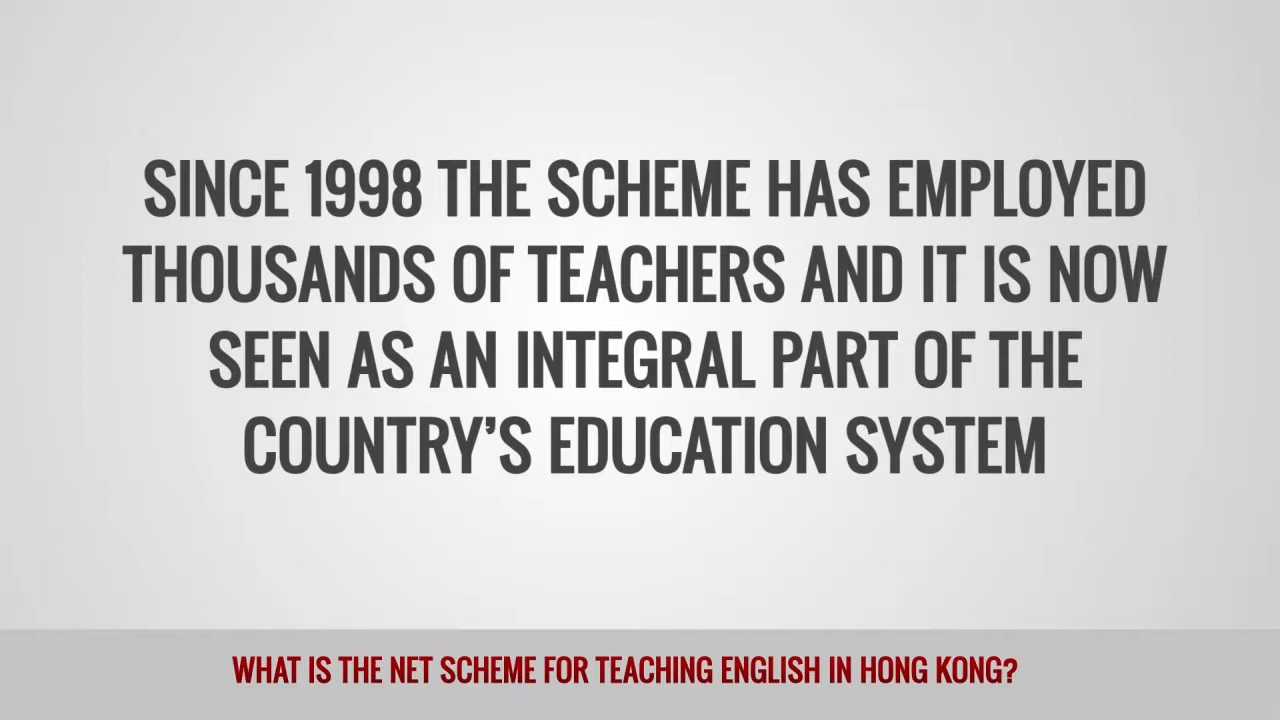 SINCE 1998 THE SCHEME HAS EMPLOYED
THOUSANDS OF TEACHERS AND IT IS NOW
SEEN AS AN INTEGRAL PART OF THE
COUNTRY’S EDUCATION SYSTEM
WHAT IS THE NET SCHEME FOR TEACHING ENGLISH IN HONG KONG?